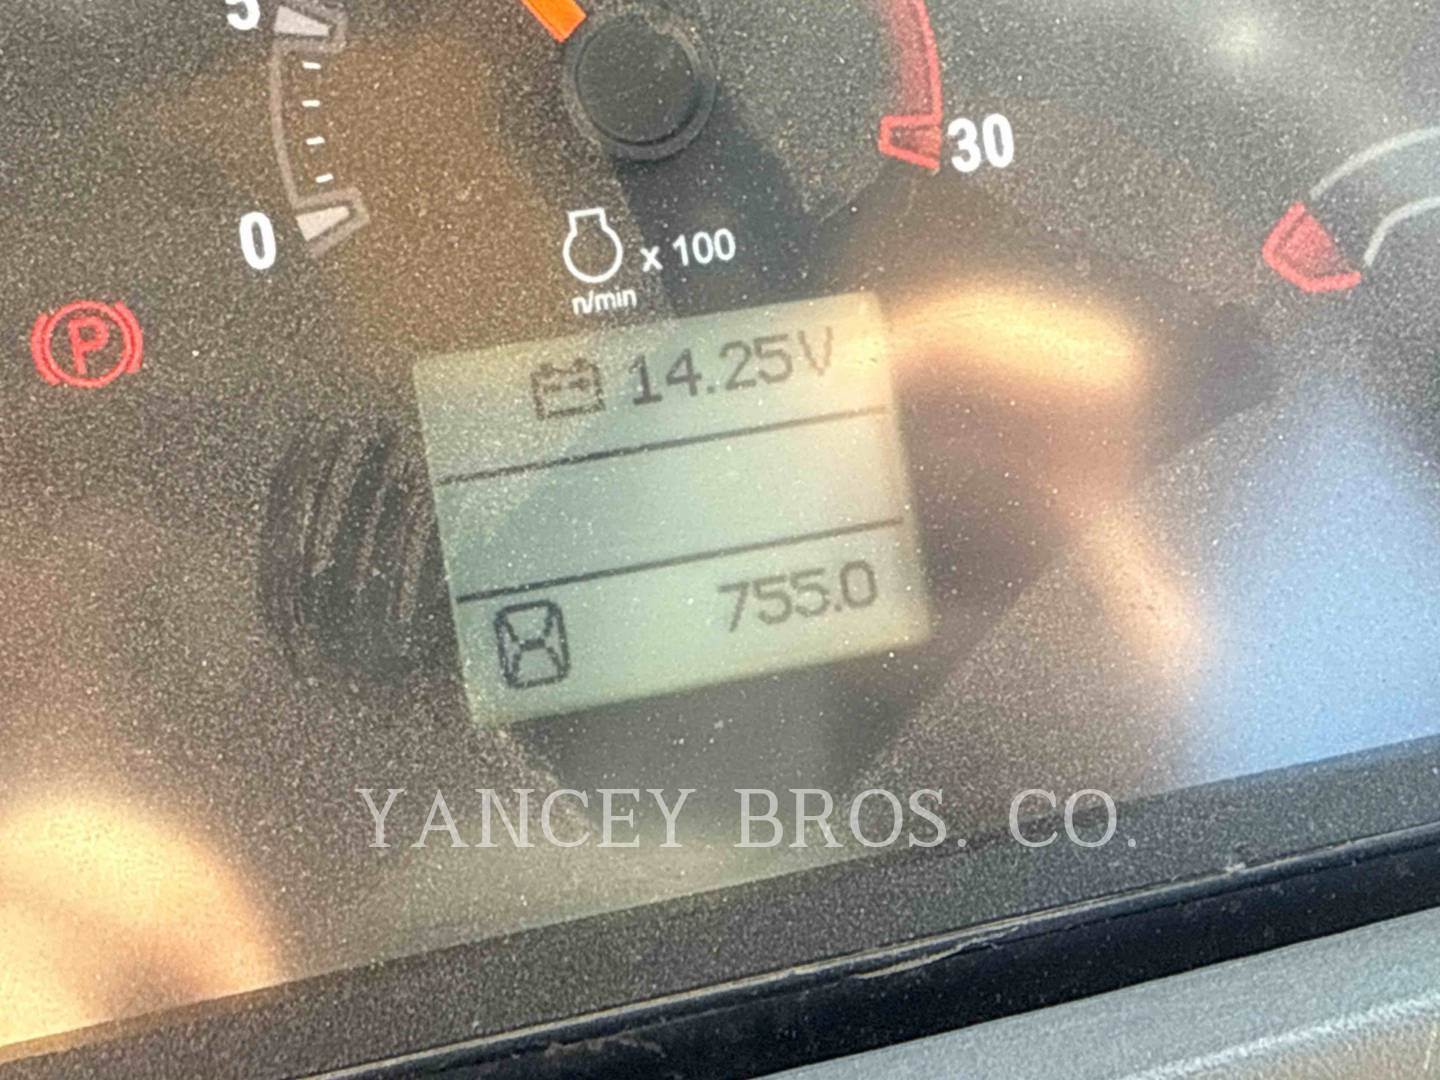 5
0
30
x 100
n/min
P
14.25V
755.0
YANCEY BROS. CO.